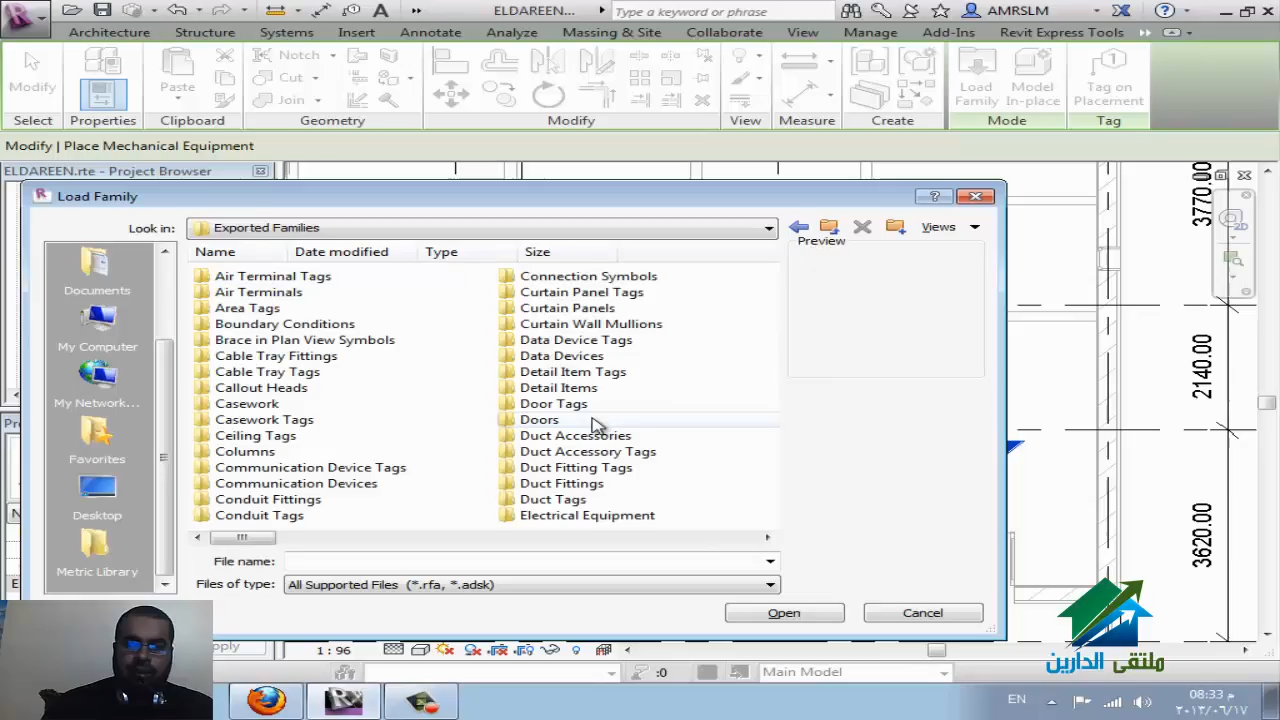 ELDAREEN...
Type a keyword or phrase
AMRSLM
Architecture Structure Systems Insert Annotate Analyze Massing & Site Collaborate View Manage Add-Ins Revit Express Tools
Modify
Paste
Notch
Cut
Join
Load Family
Model In-place
Tag on Placement
Select Properties Clipboard Geometry Modify View Measure Create Mode Tag
Modify | Place Mechanical Equipment
ELDAREEN.rte - Project Browser
Load Family
Look in: Exported Families
Views
Name Date modified Type Size
Preview
Air Terminal Tags
Air Terminals
Area Tags
Boundary Conditions
Brace in Plan View Symbols
Cable Tray Fittings
Cable Tray Tags
Callout Heads
Casework
Casework Tags
Ceiling Tags
Columns
Communication Device Tags
Communication Devices
Conduit Fittings
Conduit Tags
Connection Symbols
Curtain Panel Tags
Curtain Panels
Curtain Wall Mullions
Data Device Tags
Data Devices
Detail Item Tags
Detail Items
Door Tags
Doors
Duct Accessories
Duct Accessory Tags
Duct Fitting Tags
Duct Fittings
Duct Tags
Electrical Equipment
Documents
My Computer
My Network...
Favorites
Desktop
Metric Library
File name:
Files of type: All Supported Files (*.rfa, *.adsk)
Open Cancel
3770.00
2140.00
3620.00
ملتقى الدارين
1 : 96
:0
Main Model
EN
08:33 م
٢٠١٣/٠٦/١٧